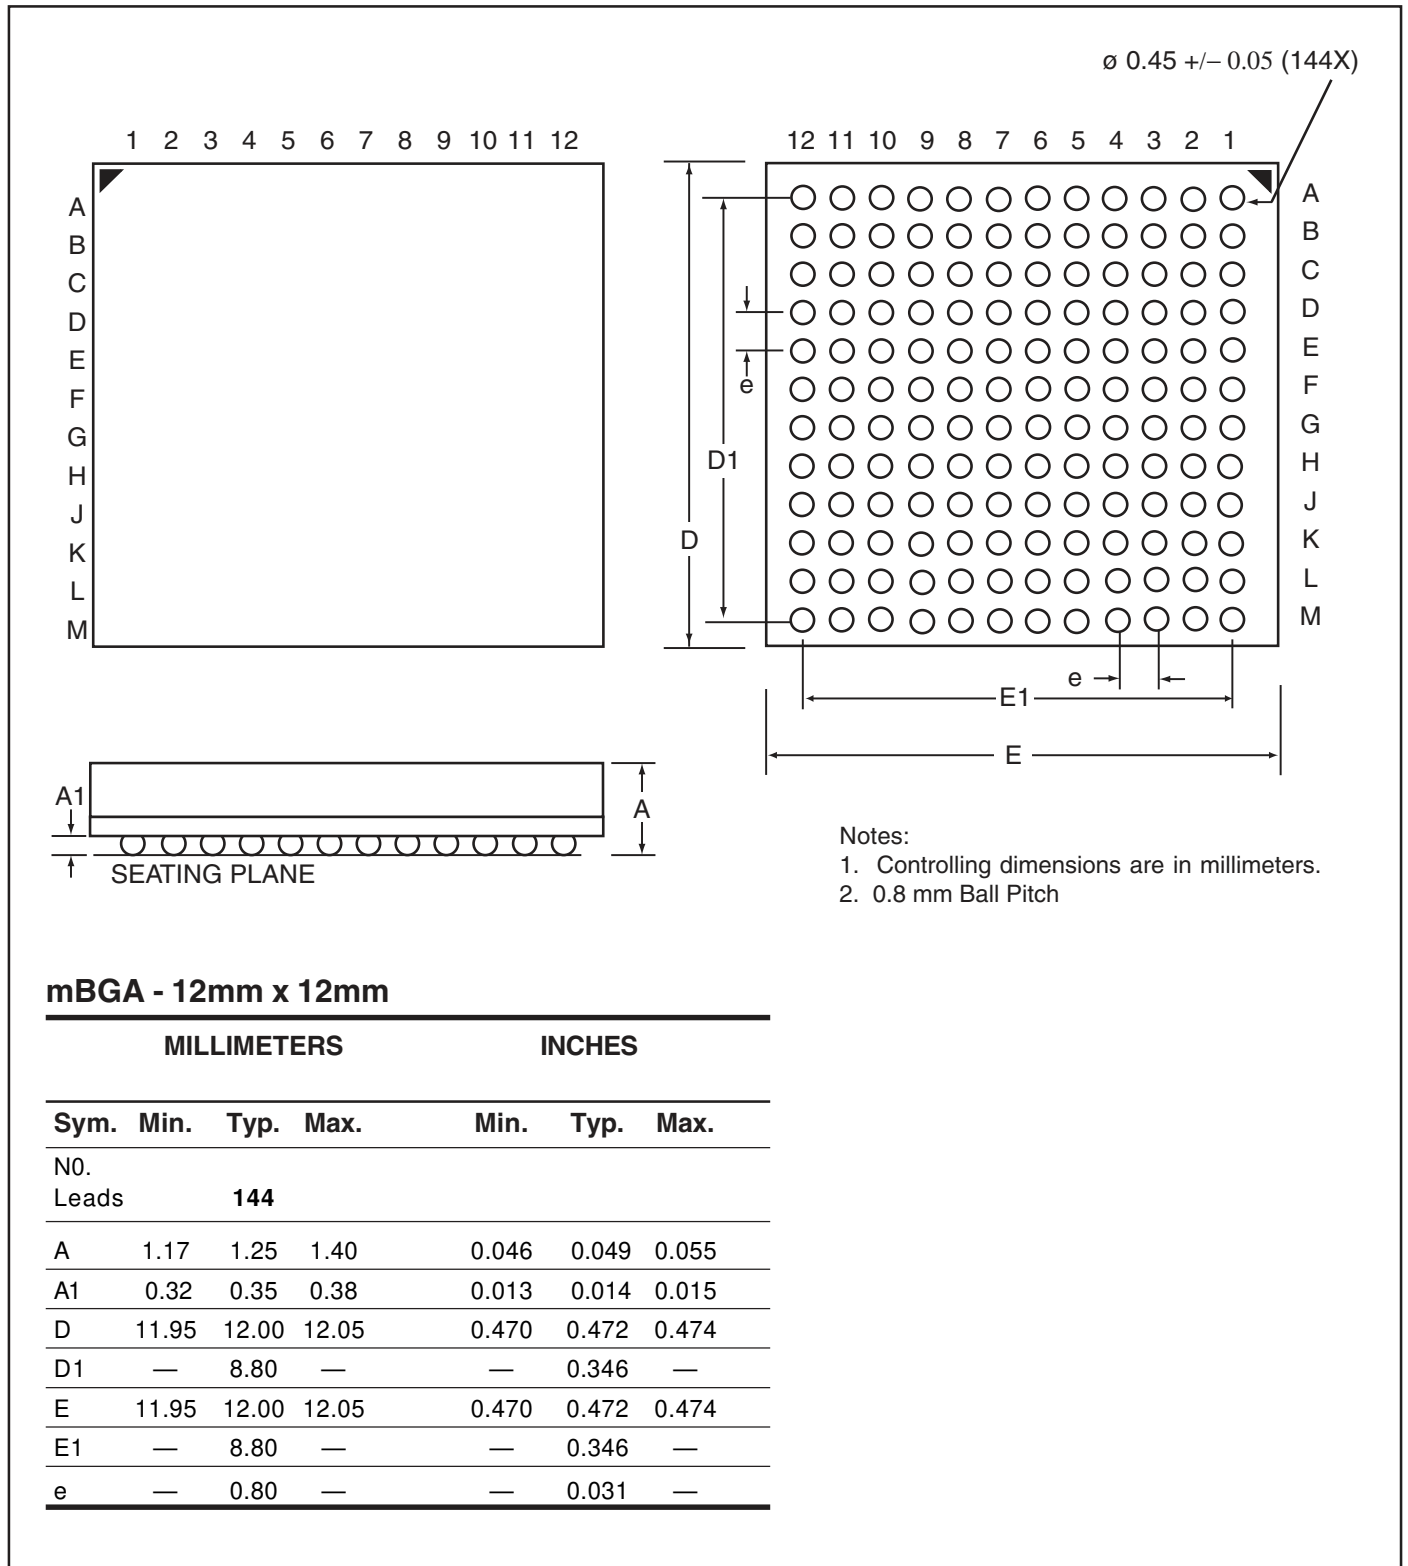 ø 0.45 +/– 0.05 (144X)
1 2 3 4 5 6 7 8 9 10 11 12
12 11 10 9 8 7 6 5 4 3 2 1
A
B
C
D
E
F
G
H
J
K
L
M
A
B
C
D
E
F
G
H
J
K
L
M
e
D1
D
e
E1
E
A1
A
SEATING PLANE
Notes:
1. Controlling dimensions are in millimeters.
2. 0.8 mm Ball Pitch
mBGA - 12mm x 12mm
MILLIMETERS INCHES
Sym. Min. Typ. Max. Min. Typ. Max.
N0.
Leads 144
A 1.17 1.25 1.40 0.046 0.049 0.055
A1 0.32 0.35 0.38 0.013 0.014 0.015
D 11.95 12.00 12.05 0.470 0.472 0.474
D1 — 8.80 — — 0.346 —
E 11.95 12.00 12.05 0.470 0.472 0.474
E1 — 8.80 — — 0.346 —
e — 0.80 — — 0.031 —